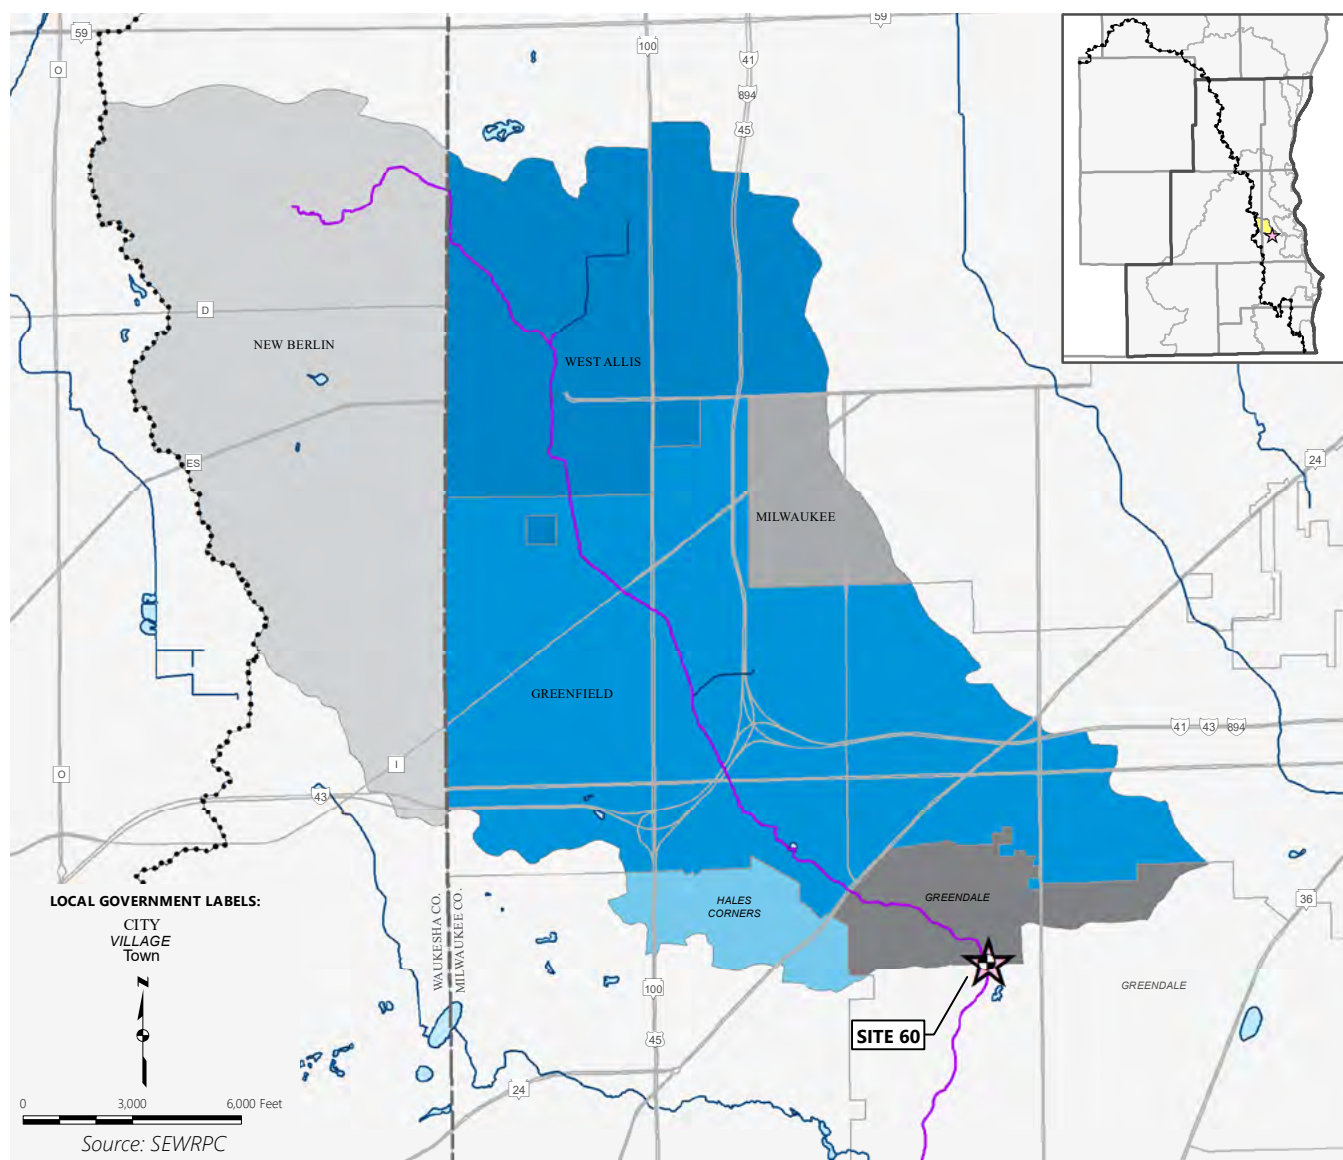 59
59
O
100
41
894
45
D
NEW BERLIN
WEST ALLIS
24
ES
MILWAUKEE
GREENFIELD
41
43
894
O
I
43
LOCAL GOVERNMENT LABELS:
CITY
VILLAGE
Town
WAUKESHA CO.
MILWAUKEE CO.
HALES
CORNERS
GREENDALE
36
N
GREENDALE
100
SITE 60
45
24
0
3,000
6,000 Feet
Source: SEWRPC